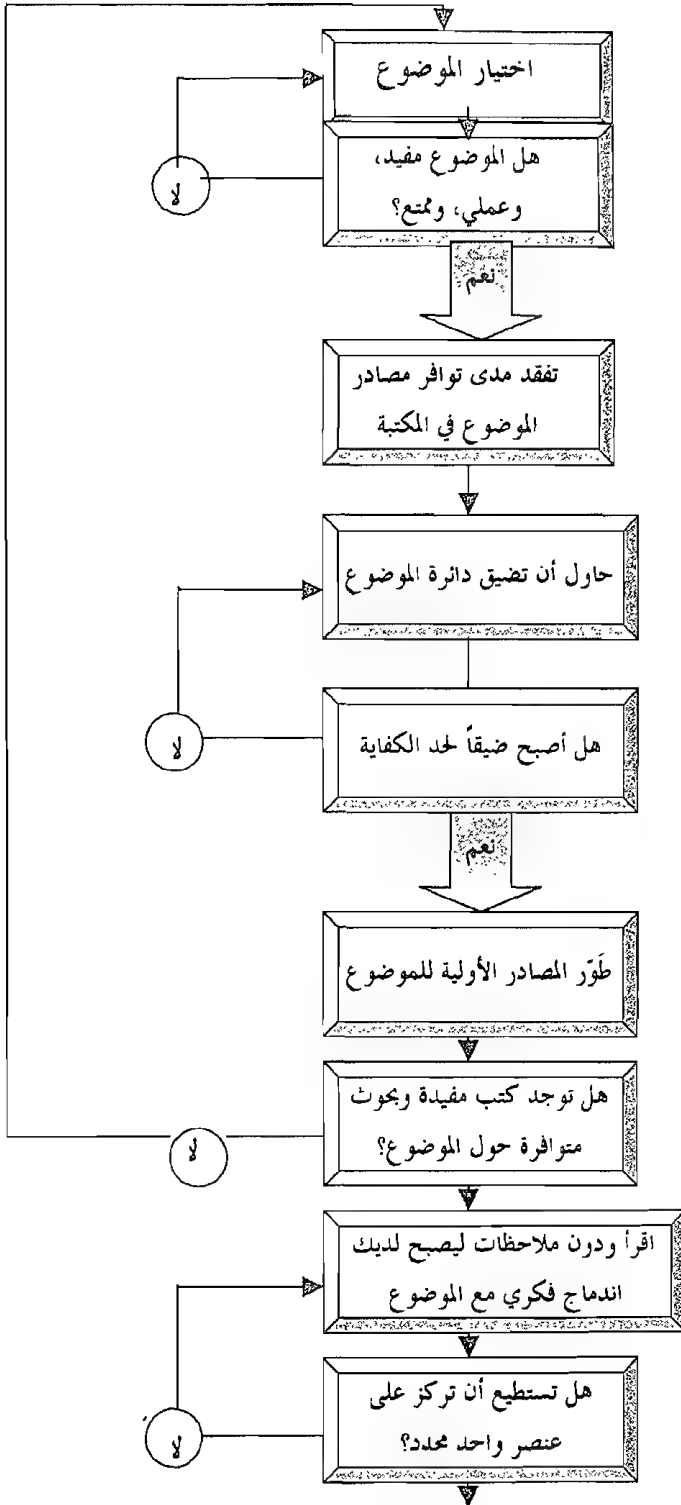 اختيار الموضوع
هل الموضوع مفيد،
وعملي، وممتع؟
لا
نعم
تفقد مدى توافر مصادر
الموضوع في المكتبة
حاول أن تضيق دائرة الموضوع
هل أصبح ضيقاً لحد الكفاية
لا
نعم
طَوّر المصادر الأولية للموضوع
هل توجد كتب مفيدة وبحوث
متوافرة حول الموضوع؟
لا
اقرأ ودون ملاحظات ليصبح لديك
اندماج فكري مع الموضوع
هل تستطيع أن تركز على
عنصر واحد محدد؟
لا